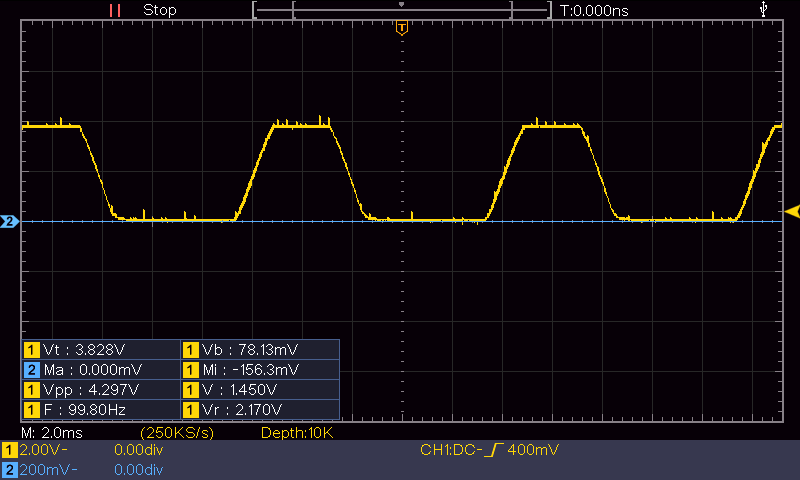 Stop T:0.000ns
T
2
1 Vt : 3.828V 1 Vb : 78.13mV
2 Ma : 0.000mV 1 Mi : -156.3mV
1 Vpp : 4.297V 1 V : 1.450V
1 F : 99.80Hz 1 Vr : 2.170V
M: 2.0ms (250KS/s) Depth:10K
1 2.00V~ 0.00div CH1:DC- 400mV
2 200mV~ 0.00div